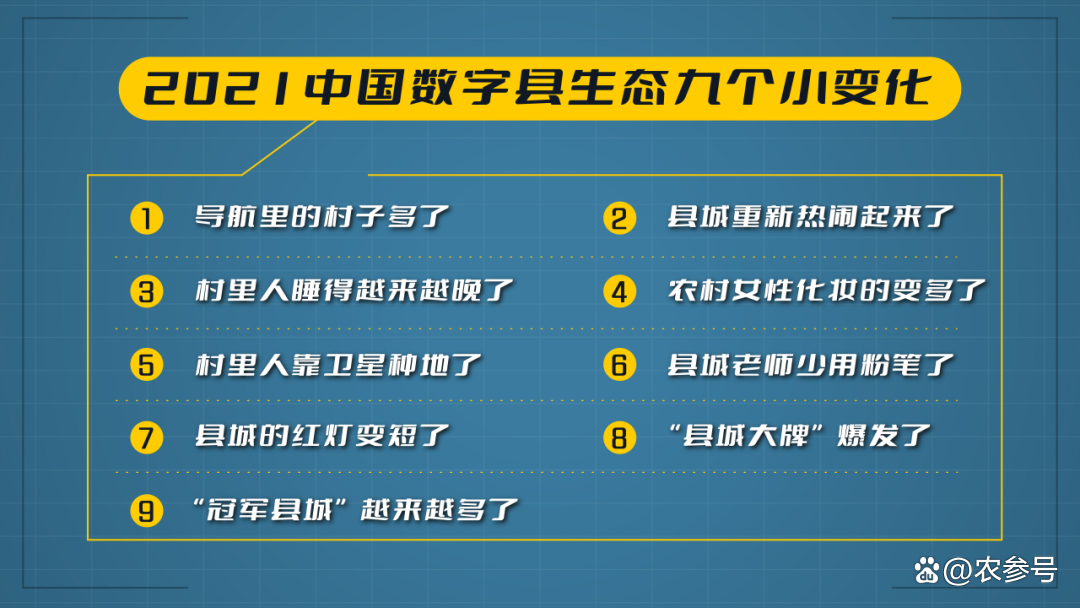 2021中国数字县生态九个小变化
1 导航里的村子多了
2 县城重新热闹起来了
3 村里人睡得越来越晚了
4 农村女性化妆的变多了
5 村里人靠卫星种地了
6 县城老师少用粉笔了
7 县城的红灯变短了
8 “县城大牌”爆发了
9 “冠军县城”越来越多了
du @农参号